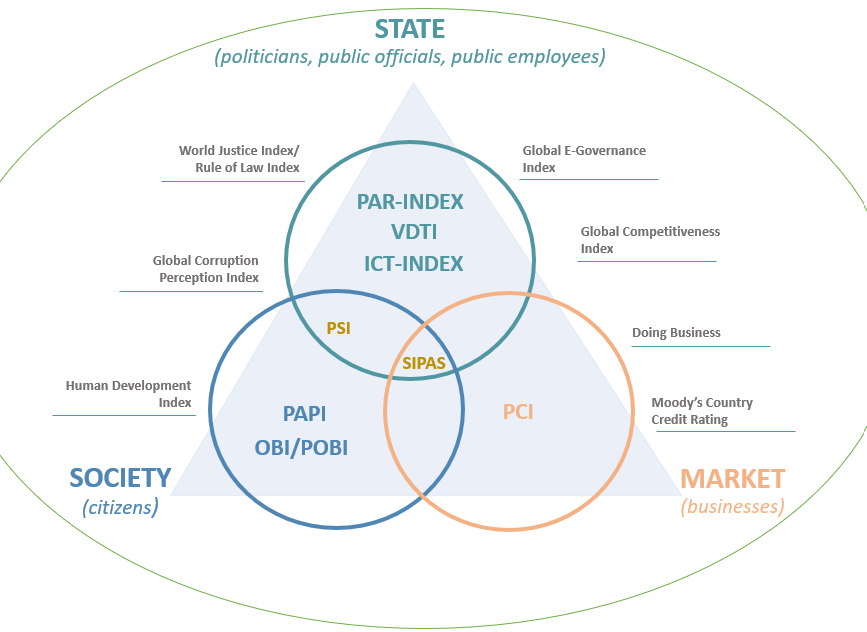 STATE
(politicians, public officials, public employees)
World Justice Index/
Rule of Law Index
Global E-Governance
Index
PAR-INDEX
VDTI
ICT-INDEX
Global Competitiveness
Index
Global Corruption
Perception Index
PSI
Doing Business
SIPAS
Human Development
Index
PAPI
OBI/POBI
PCI
Moody's Country
Credit Rating
SOCIETY
(citizens)
MARKET
(businesses)